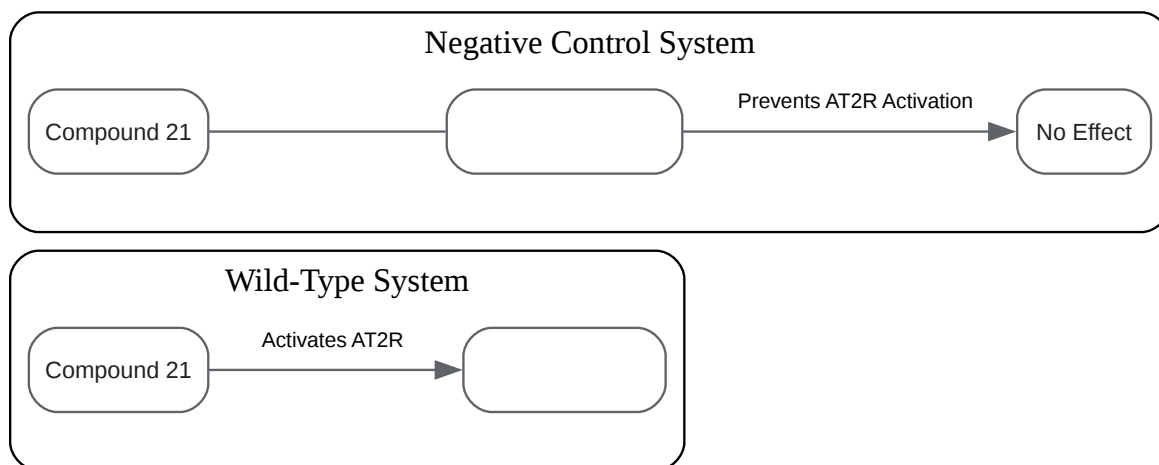 Negative Control System
Compound 21
Prevents AT2R Activation
No Effect
Wild-Type System
Compound 21
Activates AT2R